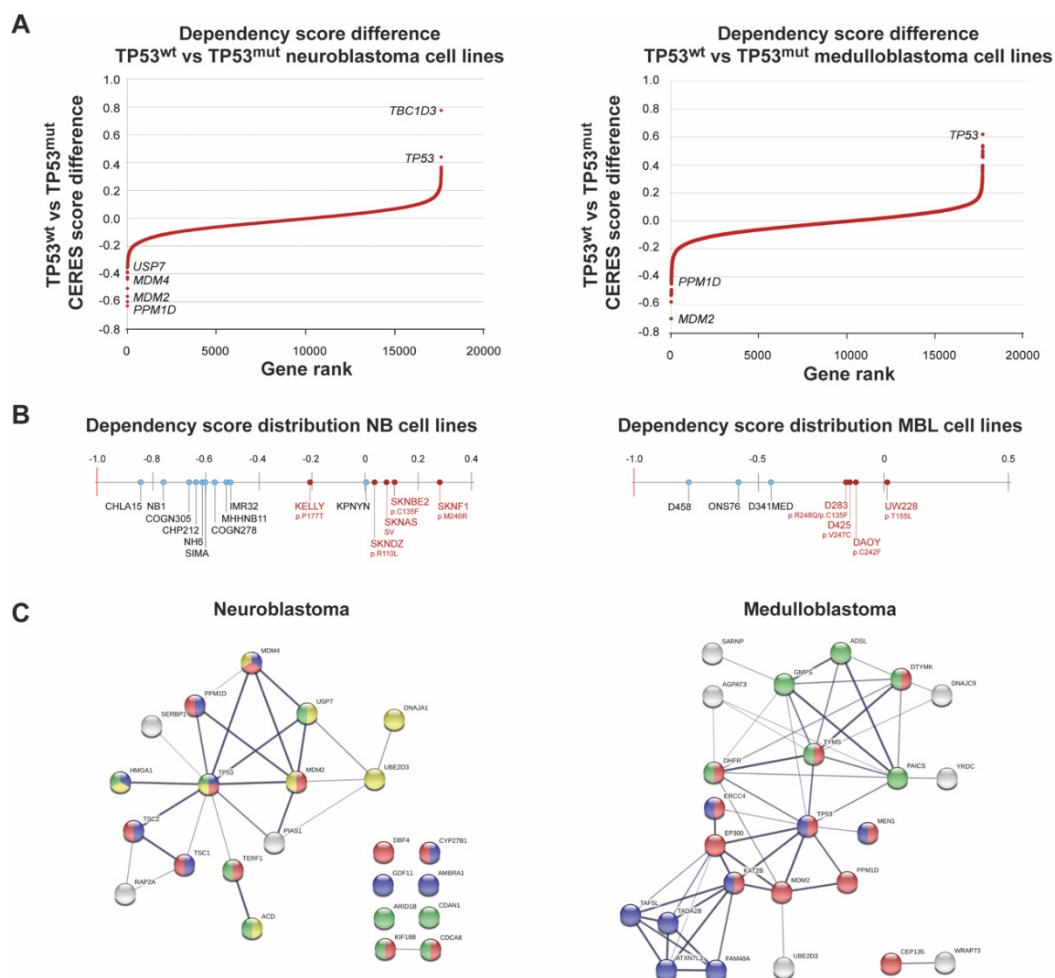 A
Dependency score difference
TP53wt vs TP53mut neuroblastoma cell lines
TP53wt vs TP53mut
CERES score difference
1.0
0.8
0.6
0.4
0.2
0.0
-0.2
-0.4
-0.6
-0.8
TBC1D3
TP53
USP7
MDM4
MDM2
PPM1D
0
5000
10000
15000
20000
Gene rank
Dependency score difference
TP53wt vs TP53mut medulloblastoma cell lines
TP53wt vs TP53mut
CERES score difference
1.0
0.8
0.6
0.4
0.2
0.0
-0.2
-0.4
-0.6
-0.8
TP53
PPM1D
MDM2
0
5000
10000
15000
20000
Gene rank
B
Dependency score distribution NB cell lines
-1.0
-0.8
-0.6
-0.4
-0.2
0.0
0.2
0.4
CHLA15
NB1
COGN305
CHP212
NH6
SIMA
IMR32
MHHNB11
COGN278
KELLY
p.P177T
KPNYN
SKNBE2
p.C135F
SKNAS
SV
SKNDZ
p.R110L
SKNF1
p.M246R
Dependency score distribution MBL cell lines
-1.0
-0.5
0
0.5
D458
ONS76
D341MED
D283
p.R248Q/p.C135F
D425
p.V247C
DAOY
p.C242F
UW228
p.T155L
C
Neuroblastoma
MDM4
PPM1D
USP7
SERBP1
DNAJA1
HMGA1
TP53
MDM2
UBE2D3
TSC2
PIAS1
TSC1
TERF1
RAP2A
ACD
DBF4
CYP27B1
GDF11
AMBRA1
ARID1B
CDAN1
KIF18B
CDCA8
Medulloblastoma
SARNP
ADSL
GMPS
DTYMK
AGPAT3
DNAJC9
TYMS
DHFR
PAICS
YRDC
ERCC4
TP53
MEN1
EP300
KAT2B
MDM2
PPM1D
TAF5L
TADA2B
ATXN7L3
FAM48A
UBE2D3
CEP135
WRAP73